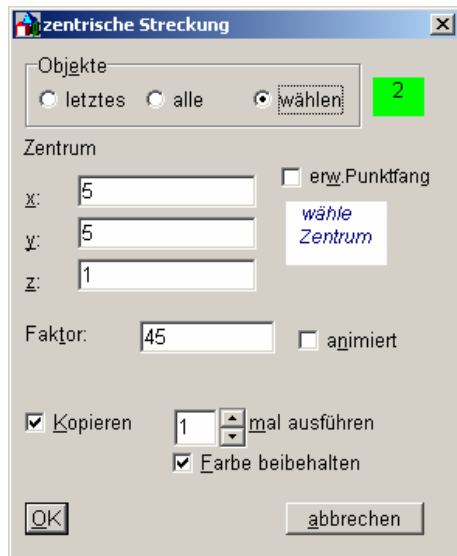 zentrische Streckung
Objekte
letztes alle wählen 2
Zentrum
erw.Punktfang
x: 5
wähle
Zentrum
y: 5
z: 1
Faktor: 45 animiert
Kopieren 1 mal ausführen
Farbe beibehalten
OK abbrechen